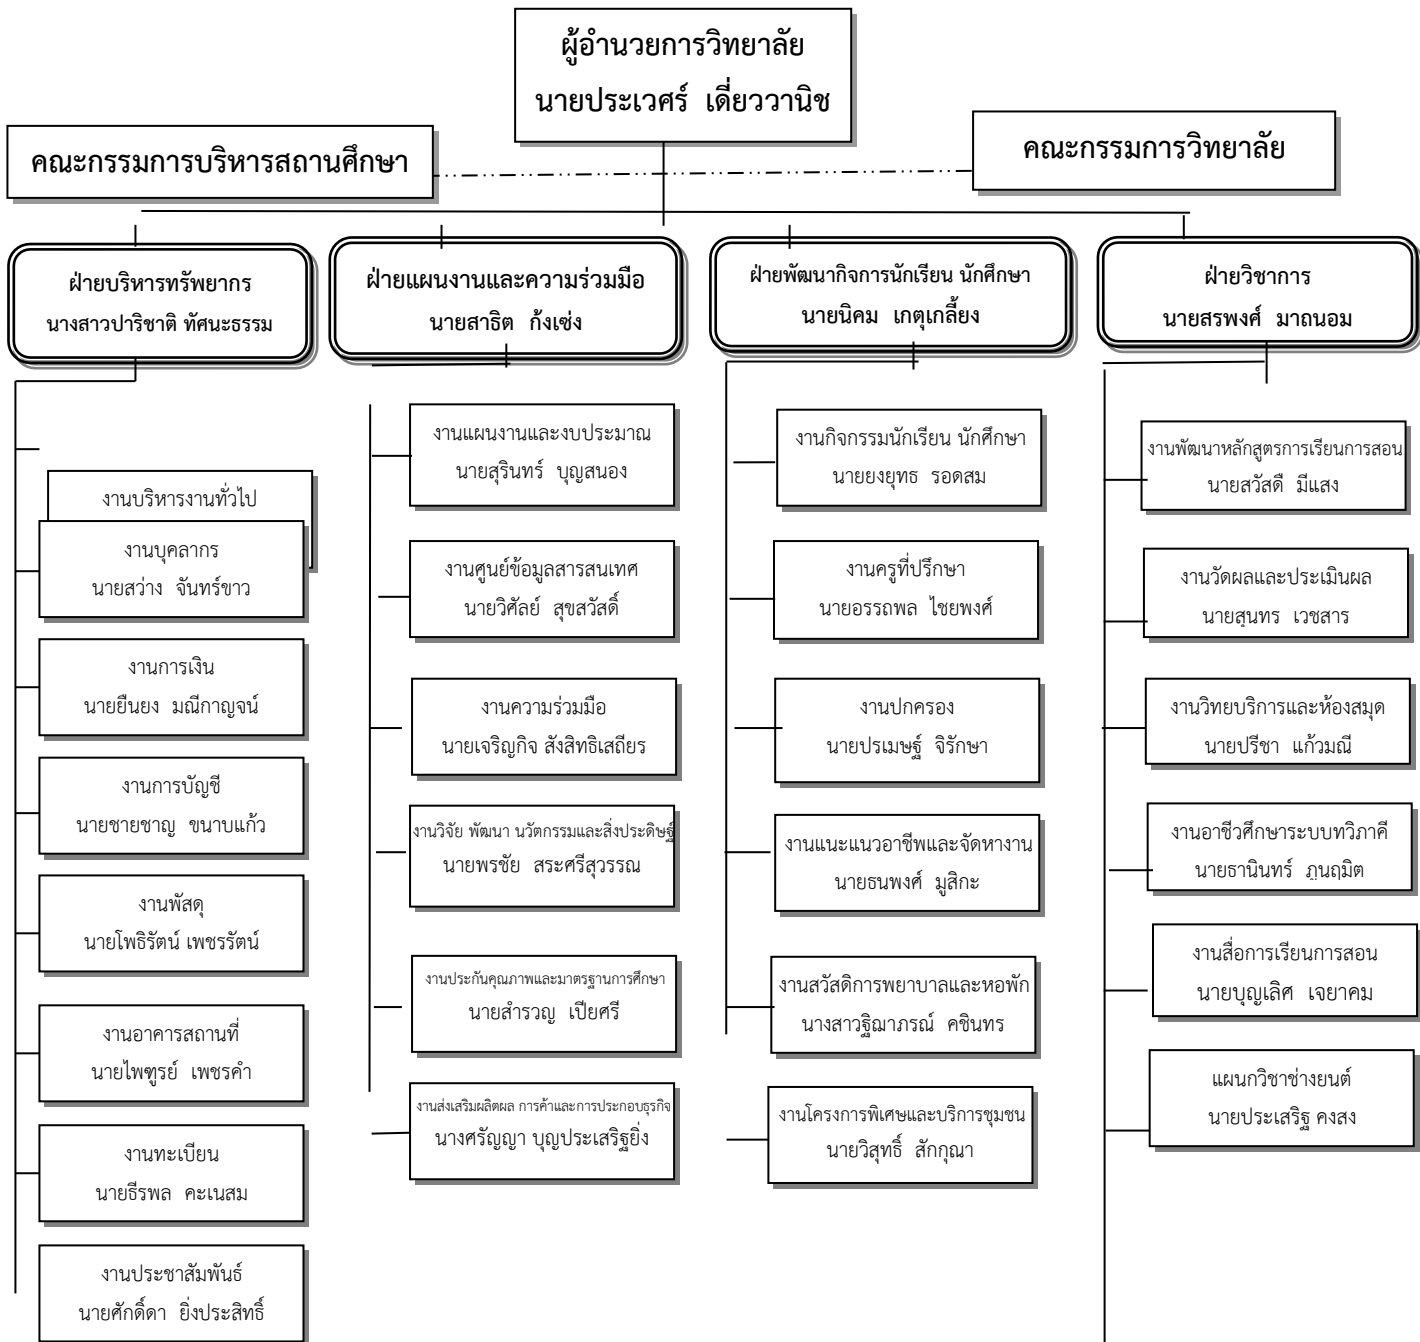 ผู้อำนวยการวิทยาลัย
นายประเวศร์ เดี่ยววานิช
คณะกรรมการบริหารสถานศึกษา
คณะกรรมการวิทยาลัย
ฝ่ายบริหารทรัพยากร
นางสาวปาริชาติ ทัศนะธรรม
ฝ่ายแผนงานและความร่วมมือ
นายสาธิต ก้งเซ่ง
ฝ่ายพัฒนากิจการนักเรียน นักศึกษา
นายนิคม เกตุเกลี้ยง
ฝ่ายวิชาการ
นายสรพงศ์ มาถนอม
งานบริหารงานทั่วไป
งานบุคลากร
นายสว่าง จันทร์ขาว
งานการเงิน
นายยืนยง มณีกาญจน์
งานการบัญชี
นายชายชาญ ขนาบแก้ว
งานพัสดุ
นายโพธิรัตน์ เพชรรัตน์
งานอาคารสถานที่
นายไพฑูรย์ เพชรคำ
งานทะเบียน
นายธีรพล คะเนสม
งานประชาสัมพันธ์
นายศักดิ์ดา ยิ่งประสิทธิ์
งานแผนงานและงบประมาณ
นายสุรินทร์ บุญสนอง
งานศูนย์ข้อมูลสารสนเทศ
นายวิศัลย์ สุขสวัสดิ์
งานความร่วมมือ
นายเจริญกิจ สังสิทธิเสถียร
งานวิจัย พัฒนา นวัตกรรมและสิ่งประดิษฐ์
นายพรชัย สระศรีสุวรรณ
งานประกันคุณภาพและมาตรฐานการศึกษา
นายสำรวญ เปียศรี
งานส่งเสริมผลิตผล การค้าและการประกอบธุรกิจ
นางศรัญญา บุญประเสริฐยิ่ง
งานกิจกรรมนักเรียน นักศึกษา
นายยงยุทธ รอดสม
งานครูที่ปรึกษา
นายอรรถพล ไชยพงศ์
งานปกครอง
นายปรเมษฐ์ จิรักษา
งานแนะแนวอาชีพและจัดหางาน
นายธนพงศ์ มูสิกะ
งานสวัสดิการพยาบาลและหอพัก
นางสาวฐิฒาภรณ์ คชินทร
งานโครงการพิเศษและบริการชุมชน
นายวิสุทธิ์ สักกุณา
งานพัฒนาหลักสูตรการเรียนการสอน
นายสวัสดี มีแสง
งานวัดผลและประเมินผล
นายสุนทร เวชสาร
งานวิทยบริการและห้องสมุด
นายปรีชา แก้วมณี
งานอาชีวศึกษาระบบทวิภาคี
นายธานินทร์ ภูนฤมิต
งานสื่อการเรียนการสอน
นายบุญเลิศ เจยาคม
แผนกวิชาช่างยนต์
นายประเสริฐ คงสง